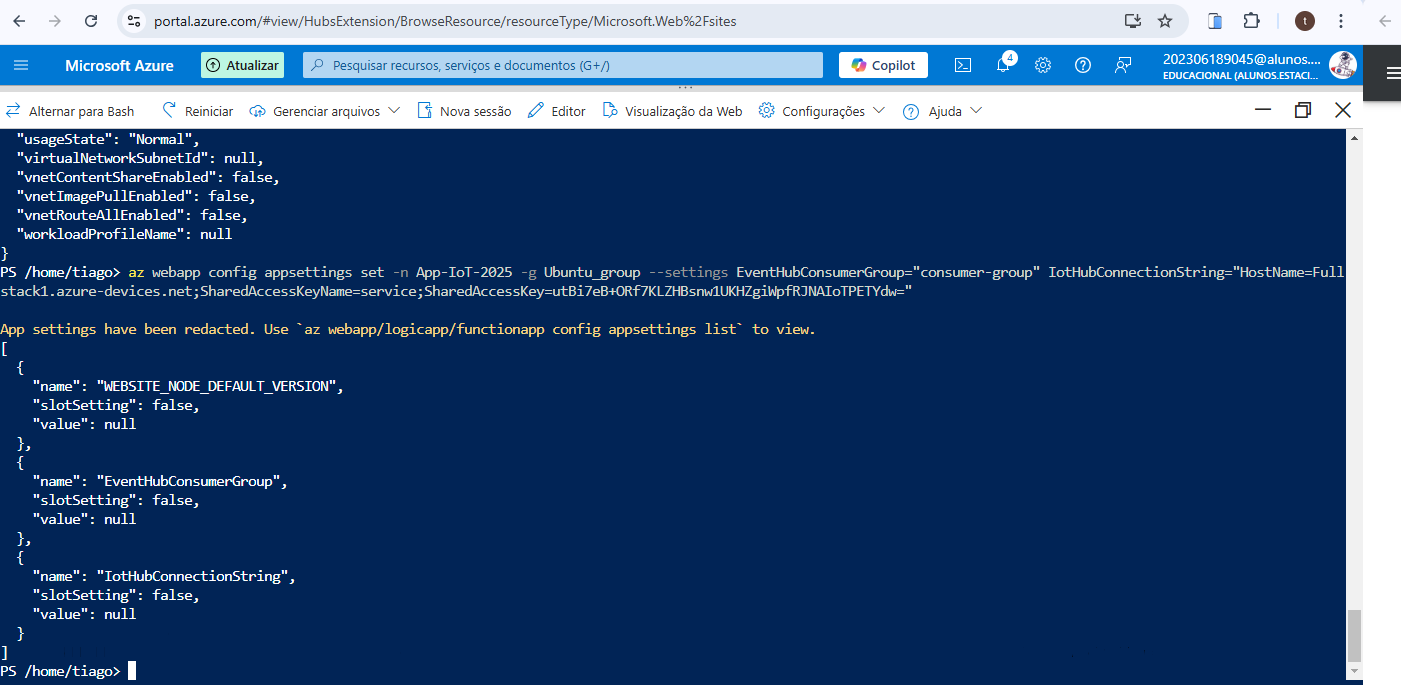 portal.azure.com/#view/HubsExtension/BrowseResource/resourceType/Microsoft.Web%2Fsites
t
Microsoft Azure
Atualizar
Pesquisar recursos, serviços e documentos (G+/)
Copilot
4
202306189045@alunos....
EDUCACIONAL (ALUNOS.ESTACI...
Alternar para Bash
Reiniciar
Gerenciar arquivos
Nova sessão
Editor
Visualização da Web
Configurações
Ajuda
"usageState": "Normal",
"virtualNetworkSubnetId": null,
"vnetContentShareEnabled": false,
"vnetImagePullEnabled": false,
"vnetRouteAllEnabled": false,
"workloadProfileName": null
}
PS /home/tiago> az webapp config appsettings set -n App-IoT-2025 -g Ubuntu_group --settings EventHubConsumerGroup="consumer-group" IotHubConnectionString="HostName=Full
stack1.azure-devices.net;SharedAccessKeyName=service;SharedAccessKey=utBi7eB+ORf7KLZHBsnw1UKHZgiWpfRJNAIoTPETYdw="
App settings have been redacted. Use `az webapp/logicapp/functionapp config appsettings list` to view.
[
{
"name": "WEBSITE_NODE_DEFAULT_VERSION",
"slotSetting": false,
"value": null
},
{
"name": "EventHubConsumerGroup",
"slotSetting": false,
"value": null
},
{
"name": "IotHubConnectionString",
"slotSetting": false,
"value": null
}
]
PS /home/tiago>